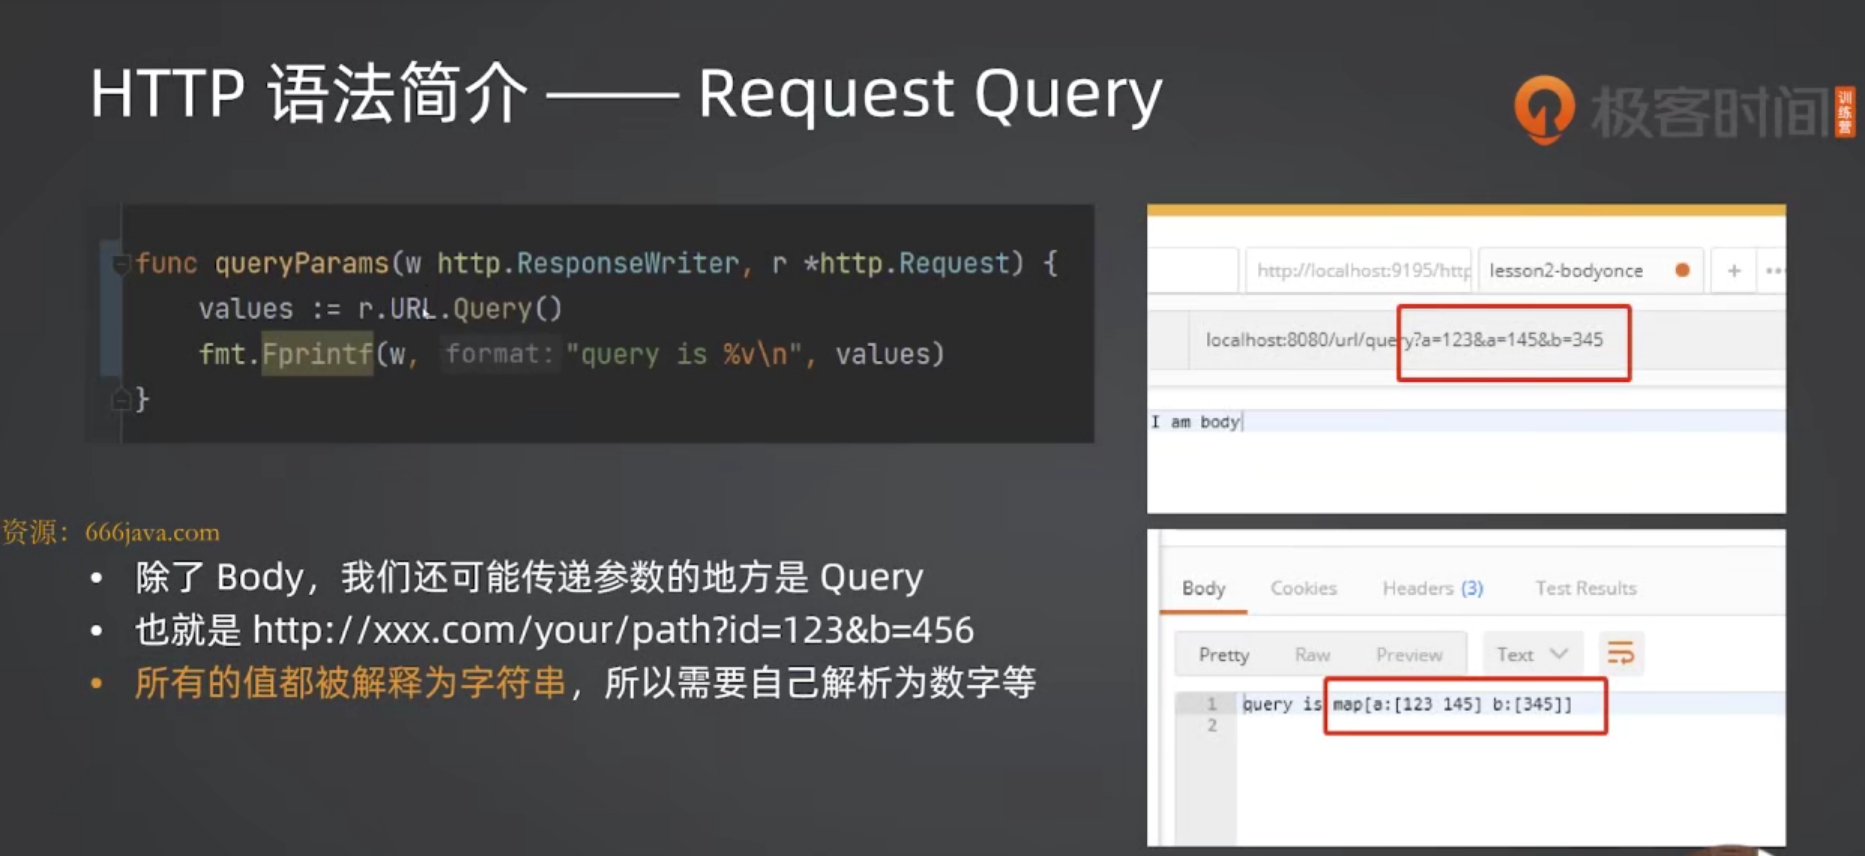 HTTP 语法简介 —— Request Query
极客时间
训练营
func queryParams(w http.ResponseWriter, r *http.Request) {
values := r.URL.Query()
fmt.Fprintf(w, format: "query is %v\n", values)
}
http://localhost:9195/http
lesson2-bodyonce
+
localhost:8080/url/query?a=123&a=145&b=345
I am body
资源：666java.com
• 除了 Body，我们还可能传递参数的地方是 Query
• 也就是 http://xxx.com/your/path?id=123&b=456
• 所有的值都被解释为字符串，所以需要自己解析为数字等
Body Cookies Headers (3) Test Results
Pretty Raw Preview Text
1 query is map[a:[123 145] b:[345]]
2